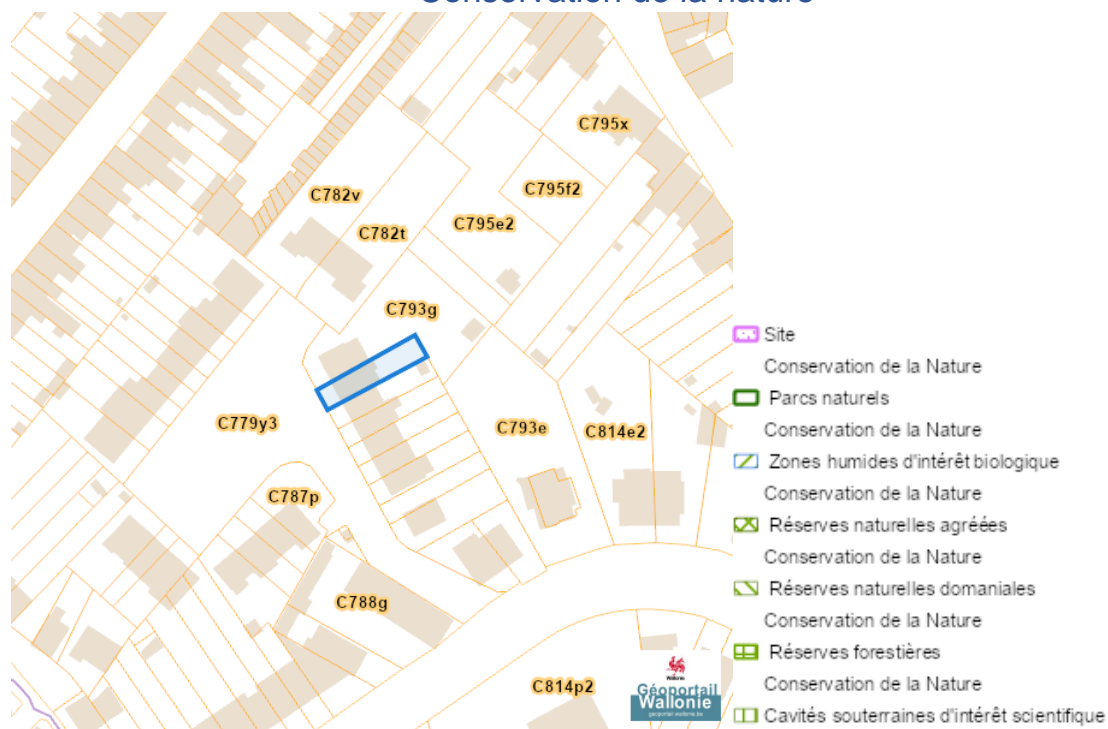 Conservation de la nature
C795x
C782v
C795f2
C795e2
C782t
C793g
Site
Conservation de la Nature
Parcs naturels
C779y3
C793e
C814e2
Conservation de la Nature
Zones humides d'intérêt biologique
C787p
Conservation de la Nature
Réserves naturelles agréées
Conservation de la Nature
Réserves naturelles domaniales
C788g
Conservation de la Nature
Réserves forestières
C814p2
Wallonie
Géoportail
Wallonie
geoportail.wallonie.be
Conservation de la Nature
Cavités souterraines d'intérêt scientifique